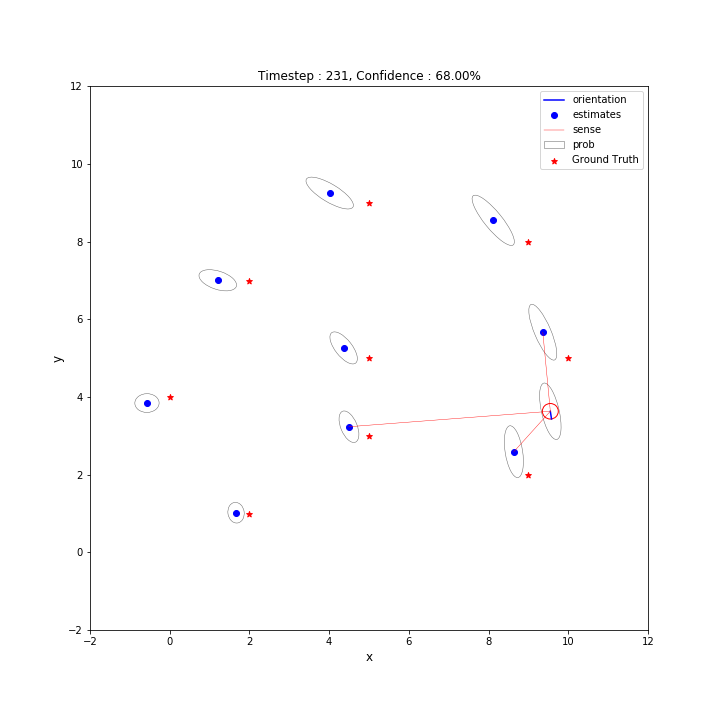 Timestep : 231, Confidence : 68.00%
orientation
estimates
sense
prob
Ground Truth
12
10
8
6
4
2
0
−2
y
−2 0 2 4 6 8 10 12
x